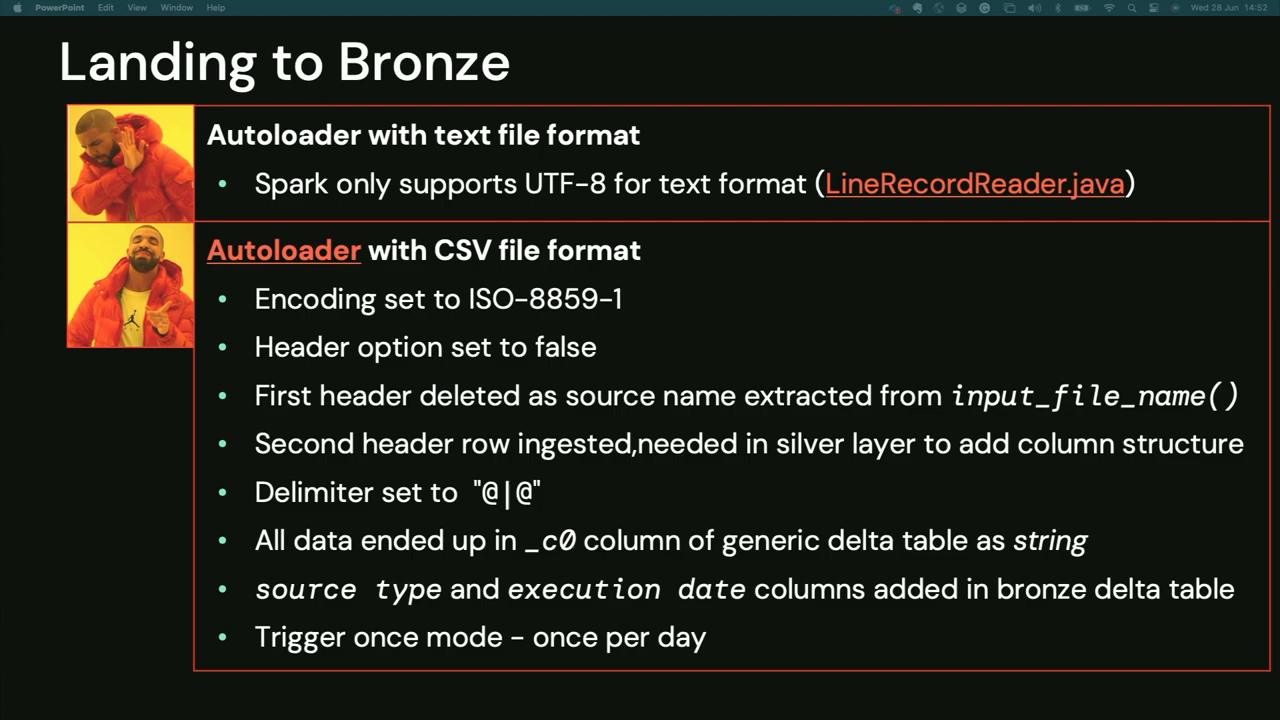 PowerPoint Edit View Window Help Wed 28 Jun 14:52
Landing to Bronze
Autoloader with text file format
• Spark only supports UTF-8 for text format (LineRecordReader.java)
Autoloader with CSV file format
• Encoding set to ISO-8859-1
• Header option set to false
• First header deleted as source name extracted from input_file_name()
• Second header row ingested,needed in silver layer to add column structure
• Delimiter set to "@|@"
• All data ended up in _c0 column of generic delta table as string
• source type and execution date columns added in bronze delta table
• Trigger once mode - once per day